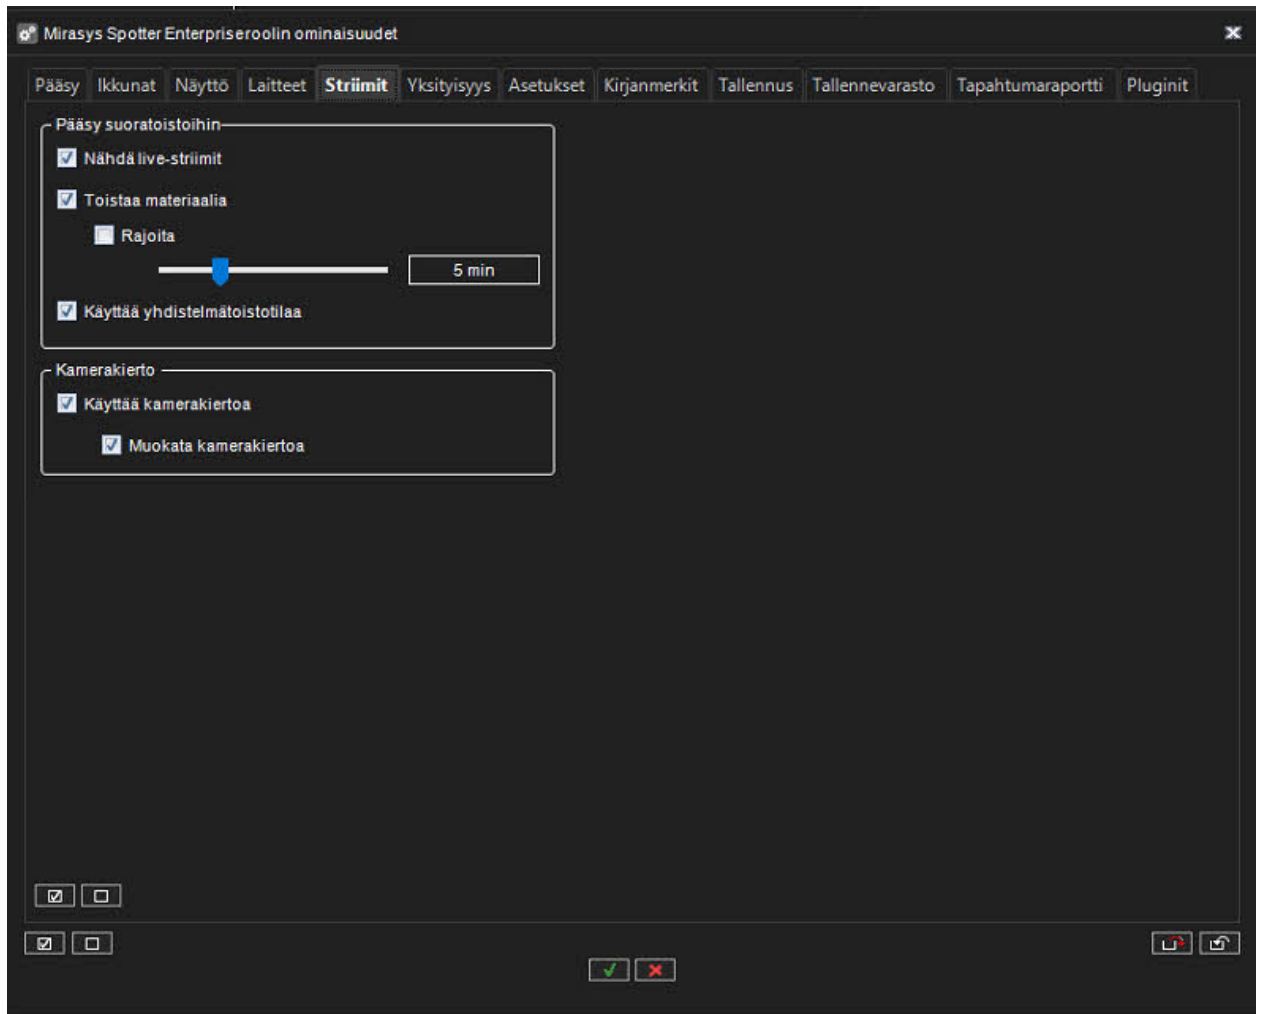 Mirasys Spotter Enterpriseroolin ominaisuudet
Pääsy Ikkunat Näyttö Laitteet Striimit Yksityisyys Asetukset Kirjanmerkit Tallennus Tallennevarasto Tapahtumaraportti Pluginit
Pääsy suoratoistoihin
Nähdä live-striimit
Toistaa materiaalia
Rajoita
5 min
Käyttää yhdistelmätoistotilaa
Kamerakierto
Käyttää kamerakiertoa
Muokata kamerakiertoa